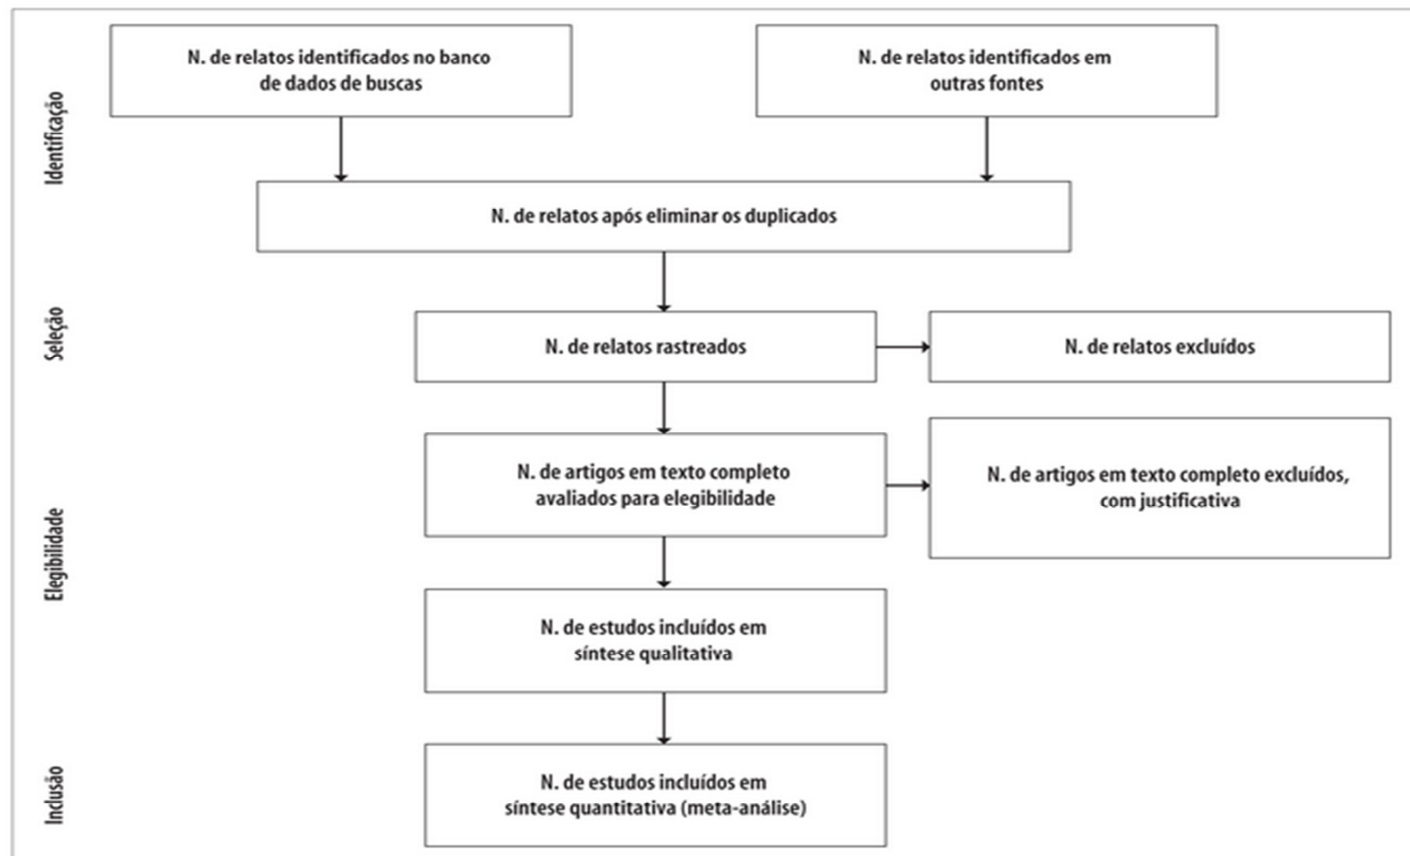 Identificação
N. de relatos identificados no banco
de dados de buscas
N. de relatos identificados em
outras fontes
N. de relatos após eliminar os duplicados
Seleção
N. de relatos rastreados
N. de relatos excluídos
Elegibilidade
N. de artigos em texto completo
avaliados para elegibilidade
N. de artigos em texto completo excluídos,
com justificativa
N. de estudos incluídos em
síntese qualitativa
Inclusão
N. de estudos incluídos em
síntese quantitativa (meta-análise)